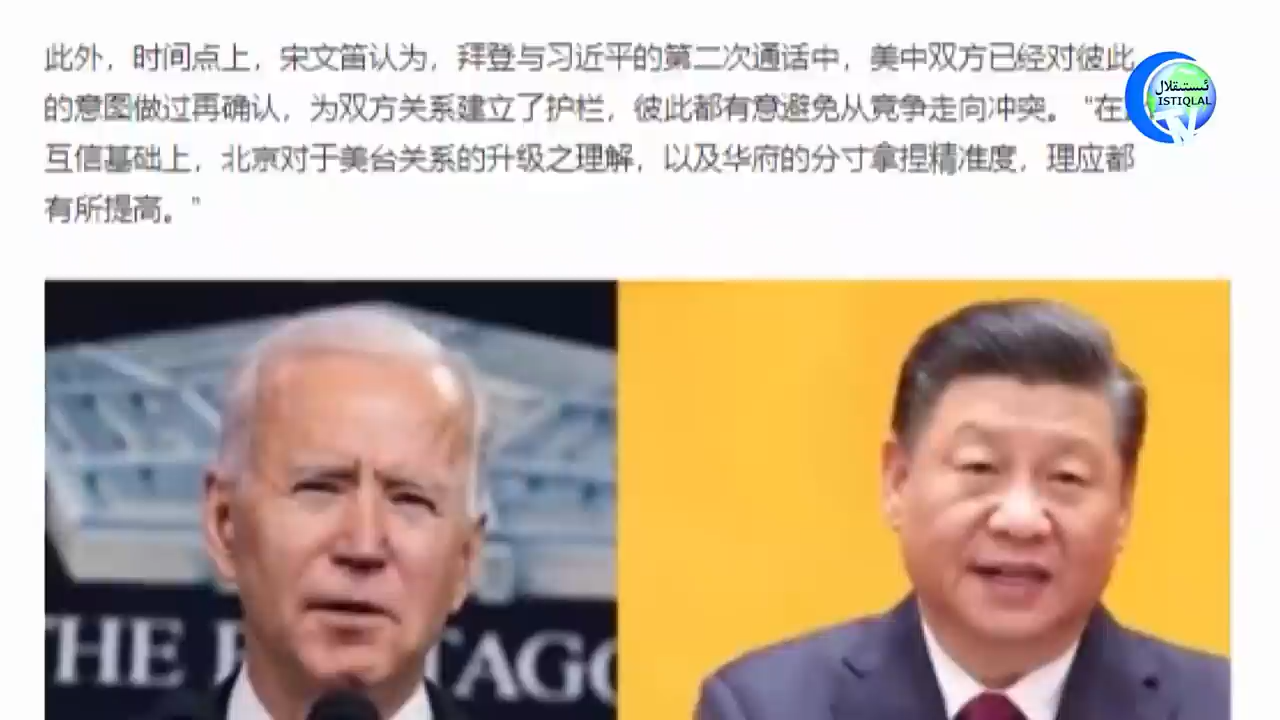 此外，时间点上，宋文笛认为，拜登与习近平的第二次通话中，美中双方已经对彼此
的意图做过再确认，为双方关系建立了护栏，彼此都有意避免从竞争走向冲突。“在
互信基础上，北京对于美台关系的升级之理解，以及华府的分寸拿捏精准度，理应都
有所提高。”
ئىستىقلال
ISTIQLAL
TV
THE
TAGO